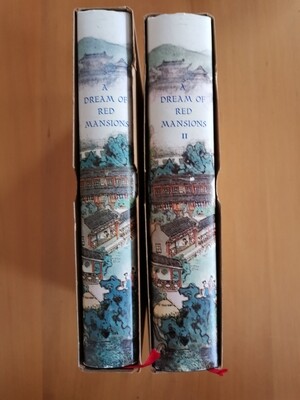 A
DREAM OF
RED
MANSIONS
A
DREAM OF
RED
MANSIONS
II